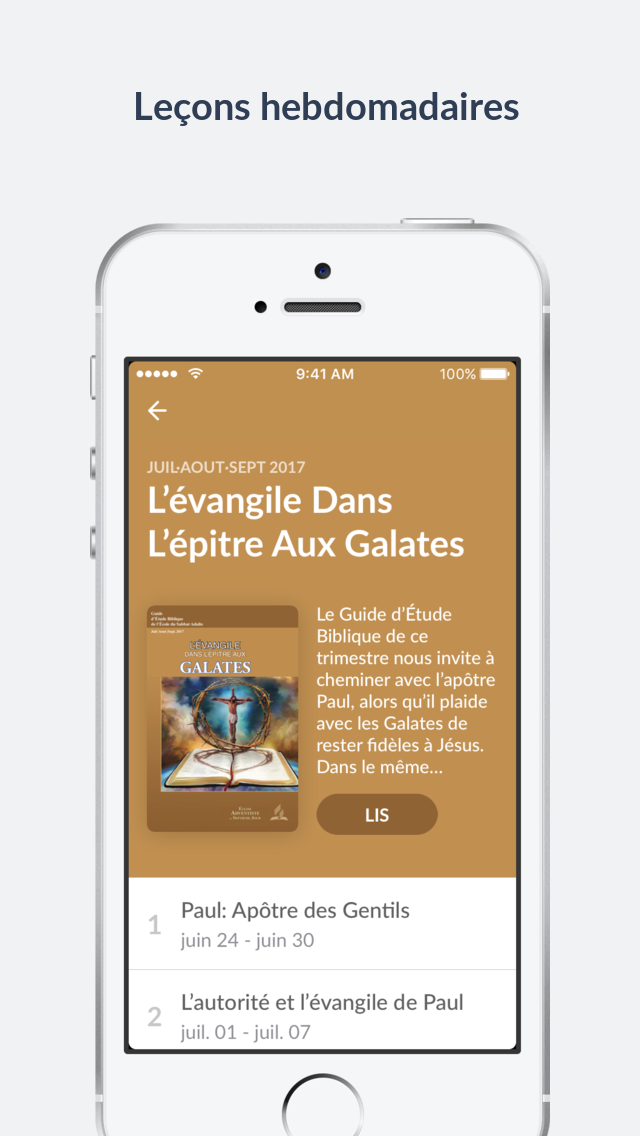 Leçons hebdomadaires
9:41 AM
100%
JUIL·AOUT·SEPT 2017
L’évangile Dans
L’épitre Aux Galates
Guide
d’Étude Biblique
de l’École du Sabbat Adulte
Juil/Août/Sept. 2017
L’ÉVANGILE
DANS L’ÉPITRE AUX
GALATES
Le Guide d’Étude
Biblique de ce
trimestre nous invite à
cheminer avec l’apôtre
Paul, alors qu’il plaide
avec les Galates de
rester fidèles à Jésus.
Dans le même…
LIS
1
Paul: Apôtre des Gentils
juin 24 - juin 30
2
L’autorité et l’évangile de Paul
juil. 01 - juil. 07